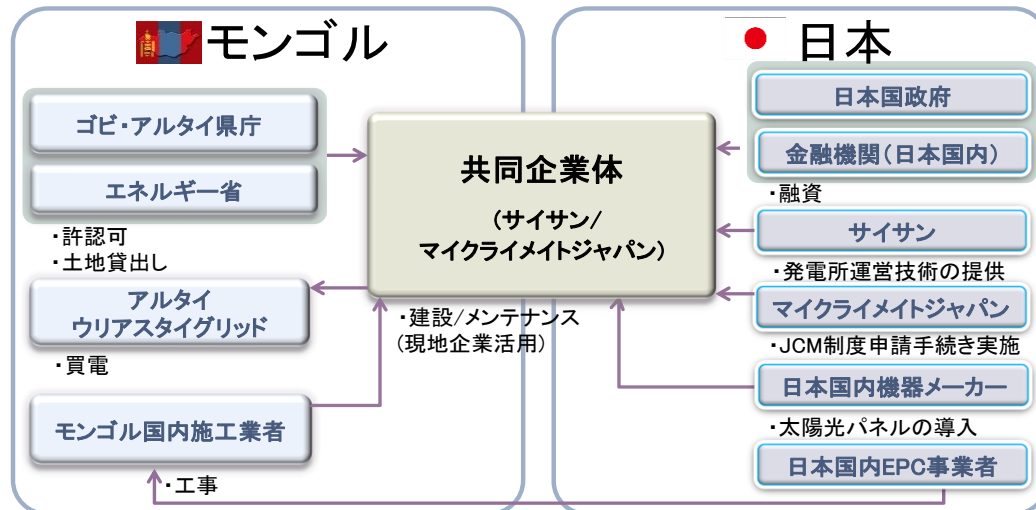 モンゴル
ゴビ・アルタイ県庁
エネルギー省
・許認可
・土地貸出し
アルタイ
ウリアスタイグリッド
・買電
モンゴル国内施工業者
・工事
共同企業体
(サイサン/
マイクライメイトジャパン)
・建設/メンテナンス
(現地企業活用)
日本
日本国政府
金融機関(日本国内)
・融資
サイサン
・発電所運営技術の提供
マイクライメイトジャパン
・JCM制度申請手続き実施
日本国内機器メーカー
・太陽光パネルの導入
日本国内EPC事業者